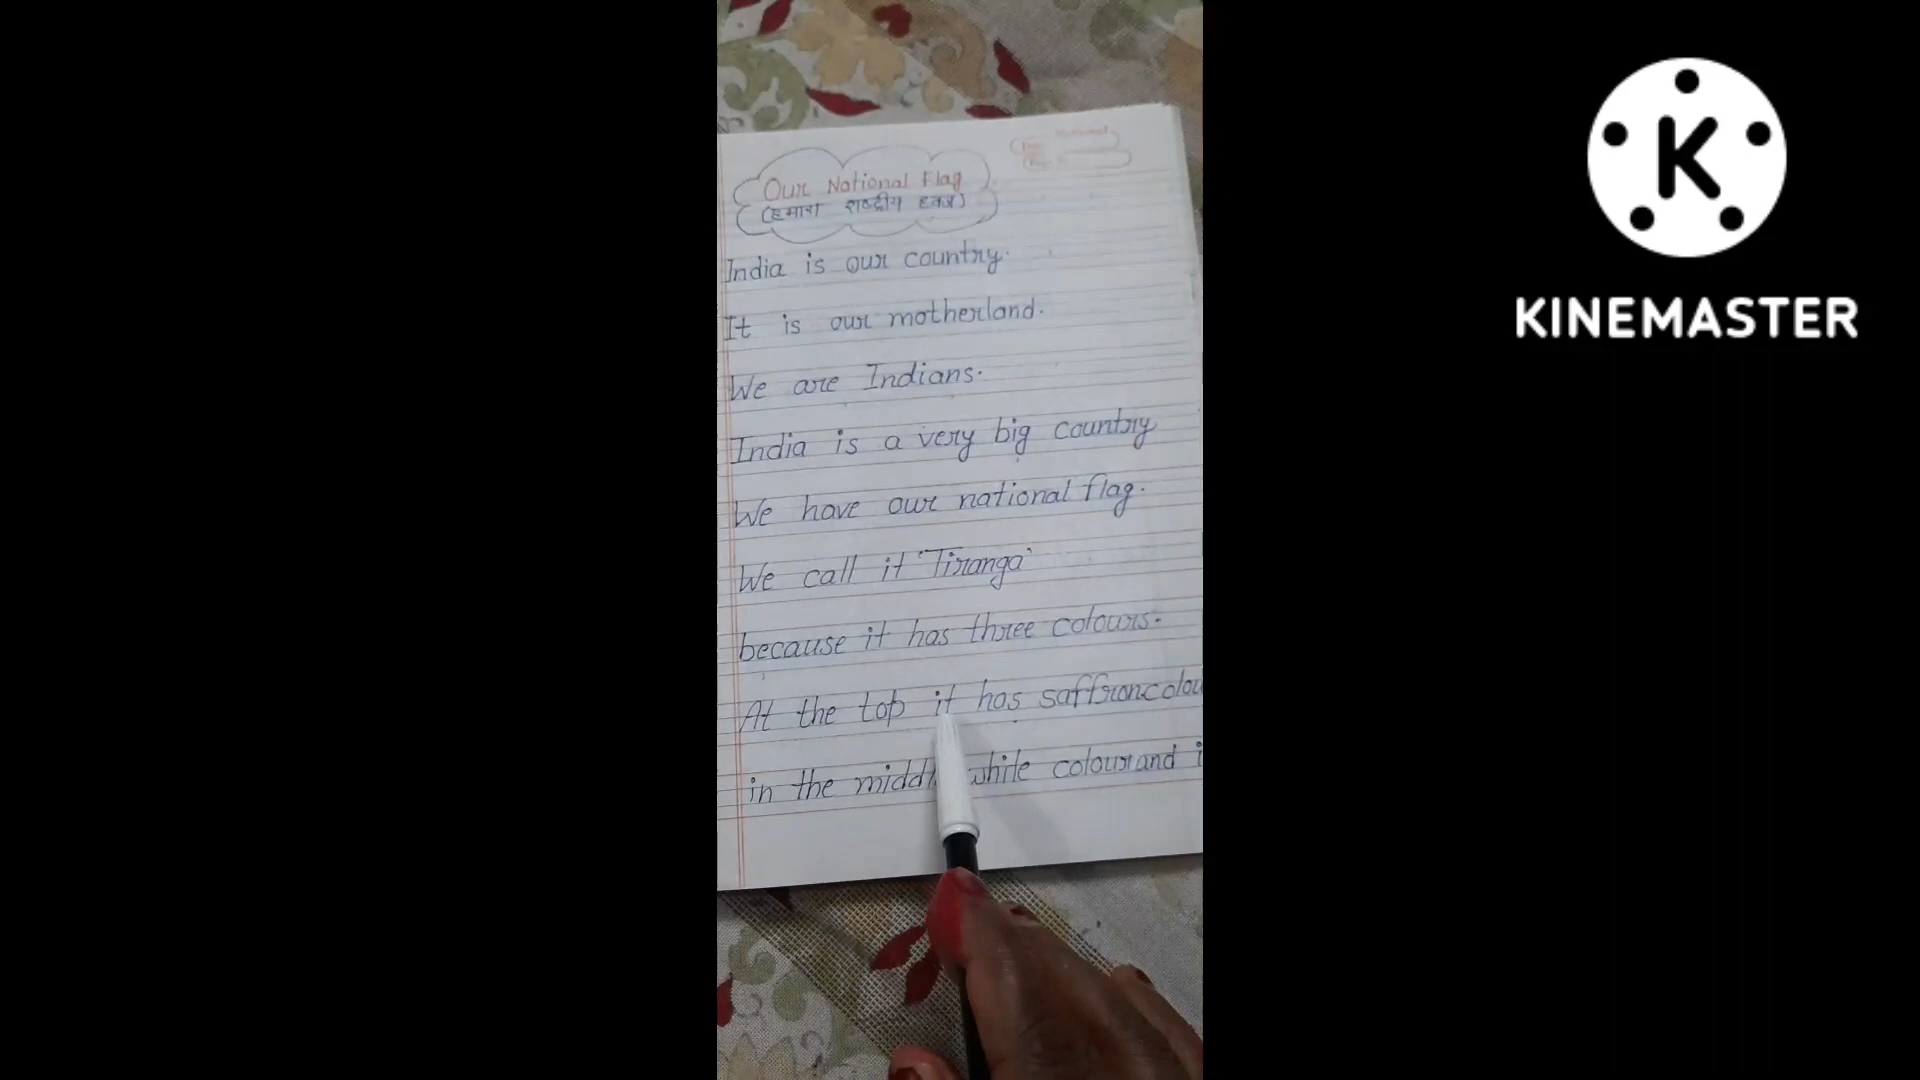 Our National Flag
(हमारा राष्ट्रीय ध्वज)
India is our country.
It is our motherland.
We are Indians.
India is a very big country
We have our national flag.
We call it 'Tiranga'
because it has three colours.
At the top it has saffron colou
in the middl white colour and i
KINEMASTER